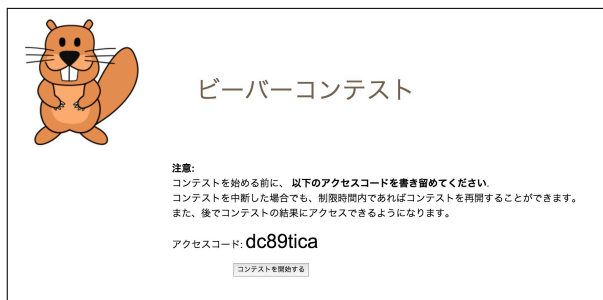 ビーバーコンテスト
注意:
コンテストを始める前に、 以下のアクセスコードを書き留めてください.
コンテストを中断した場合でも、制限時間内であればコンテストを再開することができます。
また、後でコンテストの結果にアクセスできるようになります。
アクセスコード: dc89tica
コンテストを開始する